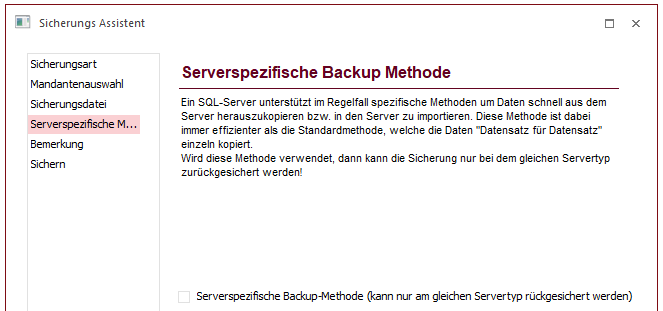 Sicherungs Assistent
Sicherungsart
Mandantenauswahl
Sicherungsdatei
Serverspezifische M...
Bemerkung
Sichern
Serverspezifische Backup Methode
Ein SQL-Server unterstützt im Regelfall spezifische Methoden um Daten schnell aus dem
Server herauszukopieren bzw. in den Server zu importieren. Diese Methode ist dabei
immer effizienter als die Standardmethode, welche die Daten "Datensatz für Datensatz"
einzeln kopiert.
Wird diese Methode verwendet, dann kann die Sicherung nur bei dem gleichen Servertyp
zurückgesichert werden!
Serverspezifische Backup-Methode (kann nur am gleichen Servertyp rückgesichert werden)